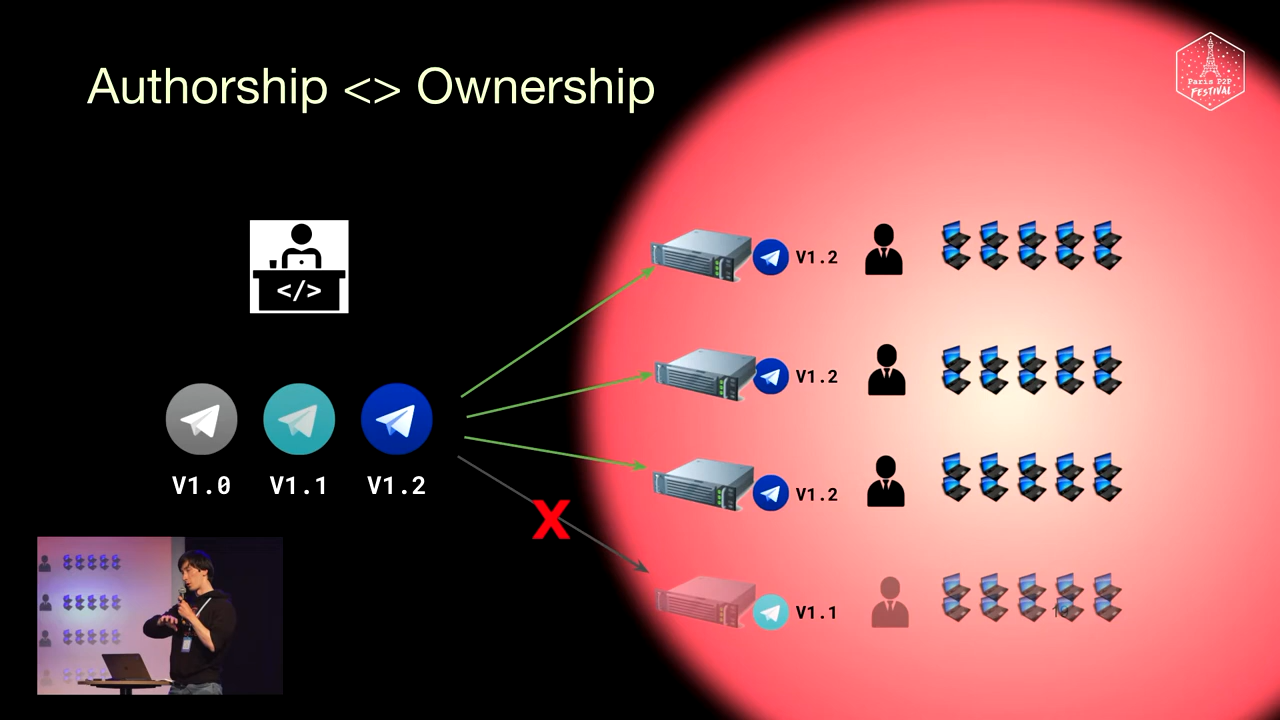 Authorship <> Ownership
Paris P2P
FESTIVAL
</>
V1.0 V1.1 V1.2
V1.2
V1.2
V1.2
V1.1
X